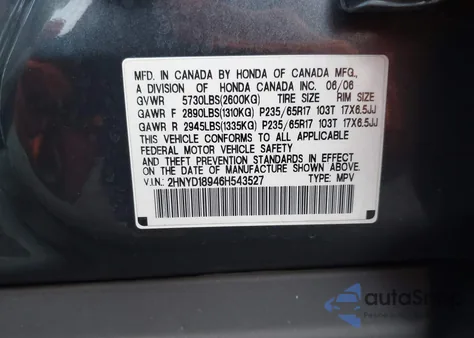 MFD. IN CANADA BY HONDA OF CANADA MFG.,
A DIVISION OF HONDA CANADA INC. 06/06
GVWR 5730LBS(2600KG) TIRE SIZE RIM SIZE
GAWR F 2890LBS(1310KG) P235/65R17 103T 17X6.5JJ
GAWR R 2945LBS(1335KG) P235/65R17 103T 17X6.5JJ
THIS VEHICLE CONFORMS TO ALL APPLICABLE
FEDERAL MOTOR VEHICLE SAFETY
AND THEFT PREVENTION STANDARDS IN EFFECT
ON THE DATE OF MANUFACTURE SHOWN ABOVE.
V.I.N.: 2HNYD18946H543527 TYPE: MPV